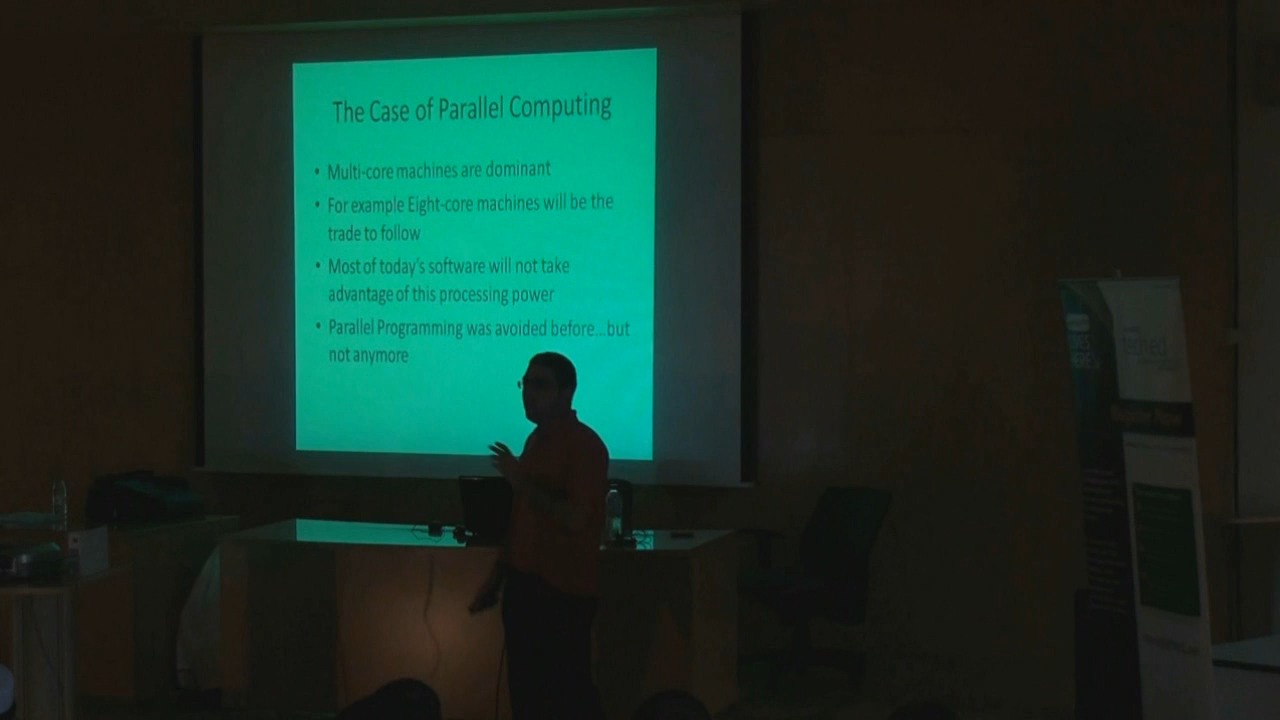 The Case of Parallel Computing
• Multi-core machines are dominant
• For example Eight-core machines will be the
trade to follow
• Most of today's software will not take
advantage of this processing power
• Parallel Programming was avoided before...but
not anymore